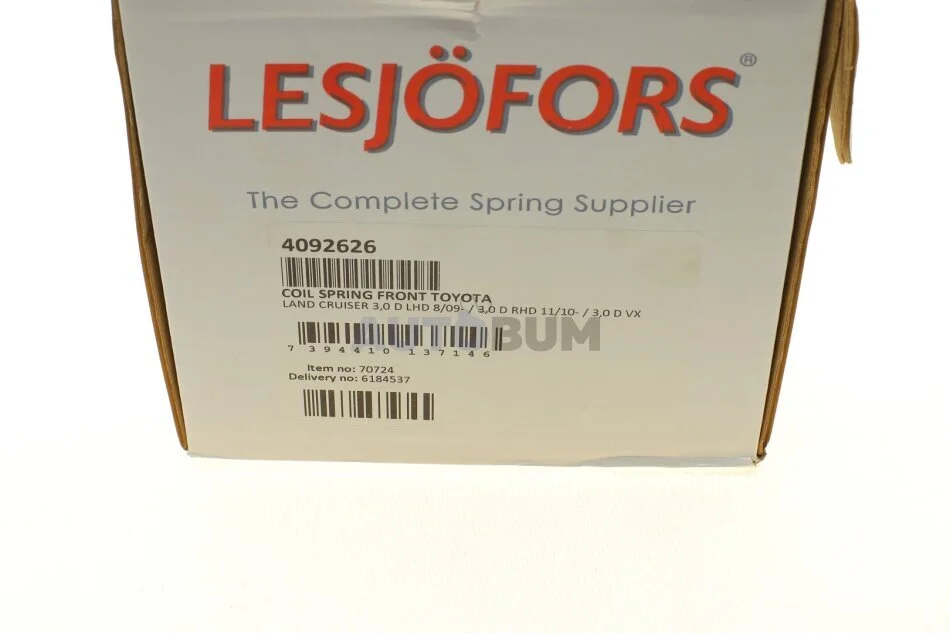 LESJÖFORS®
The Complete Spring Supplier
4092626
COIL SPRING FRONT TOYOTA
LAND CRUISER 3,0 D LHD 8/09- / 3,0 D RHD 11/10- / 3,0 D VX
AUTOBUM
7 394410 137146
Item no: 70724
Delivery no: 6184537